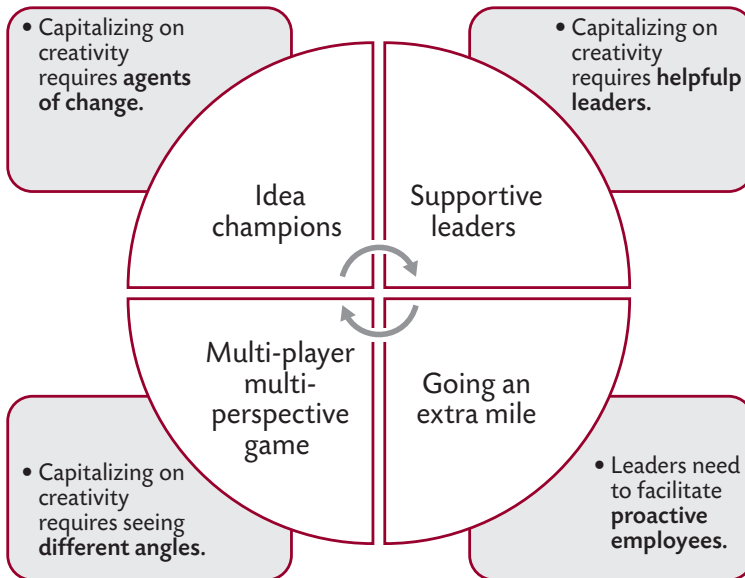 • Capitalizing on
creativity
requires agents
of change.
• Capitalizing on
creativity
requires helpfulp
leaders.
Idea
champions
Supportive
leaders
Multi-player
multi-
perspective
game
Going an
extra mile
• Capitalizing on
creativity
requires seeing
different angles.
• Leaders need
to facilitate
proactive
employees.